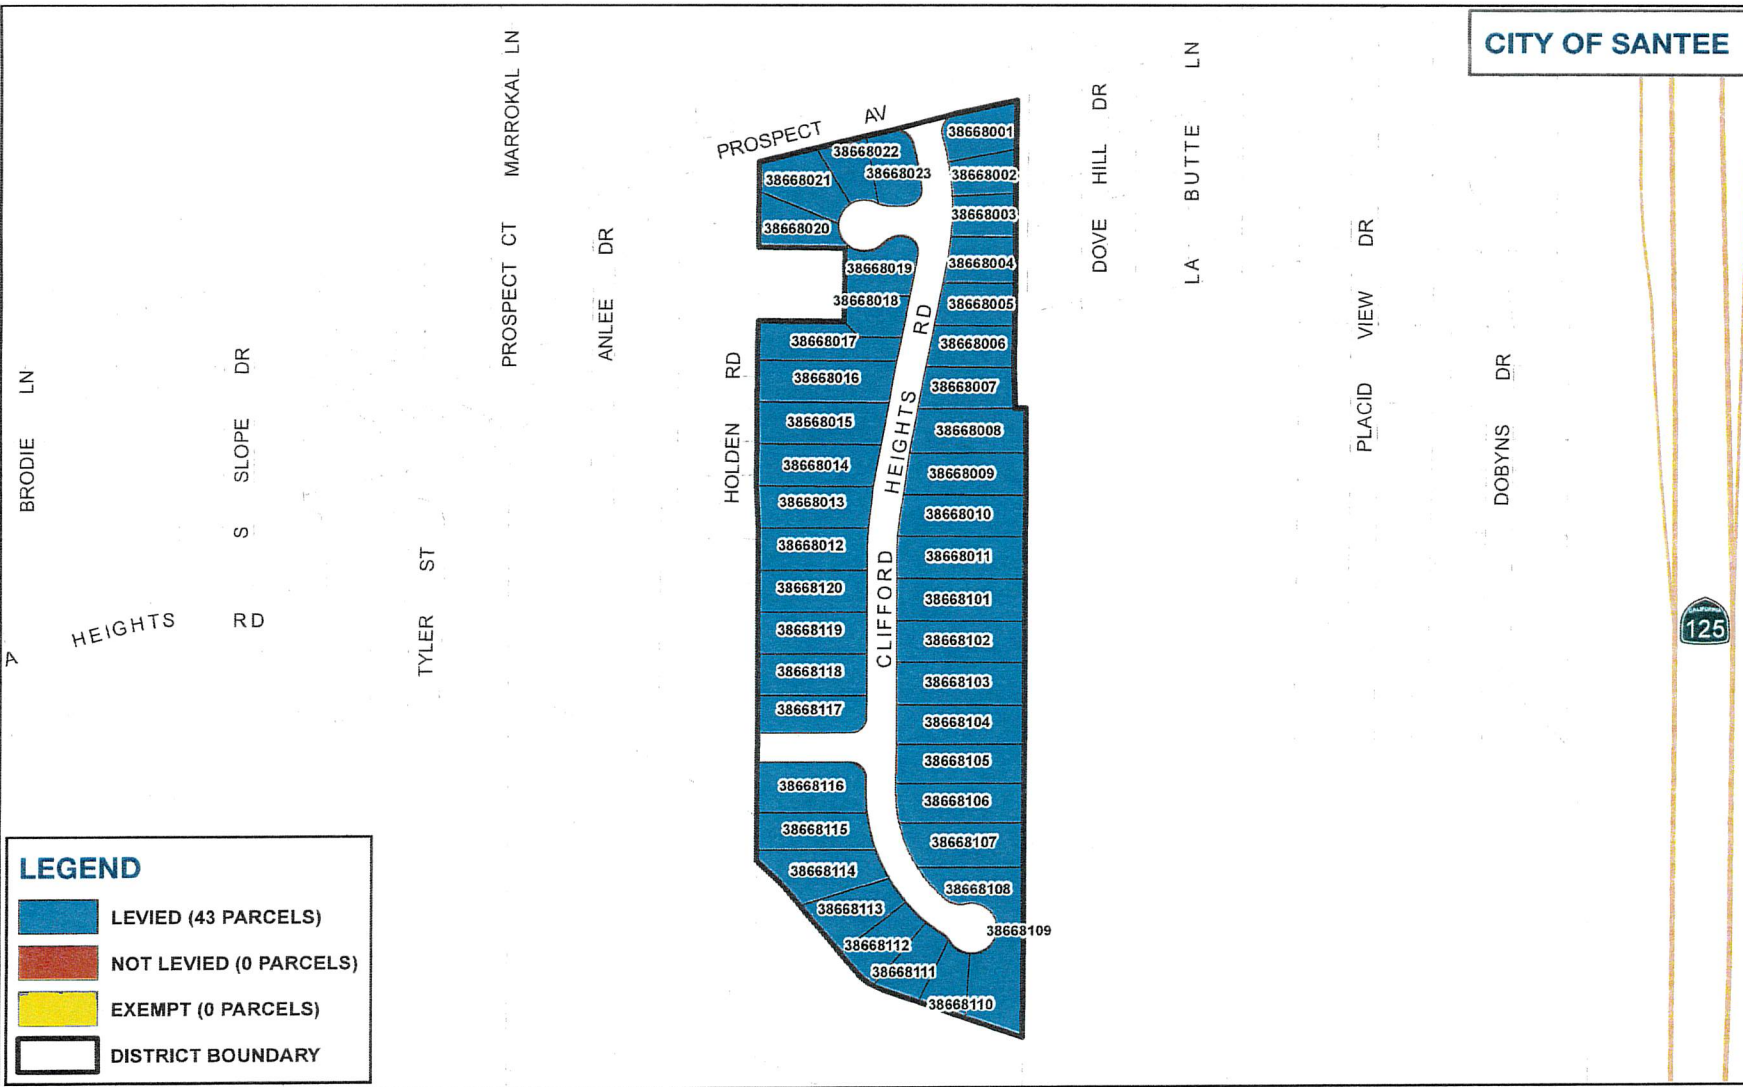 CITY OF SANTEE
BRODIE LN
S SLOPE DR
A HEIGHTS RD
TYLER ST
PROSPECT CT
MARROKAL LN
ANLEE DR
HOLDEN RD
PROSPECT AV
CLIFFORD HEIGHTS RD
DOVE HILL DR
LA BUTTE LN
PLACID VIEW DR
DOBYNS DR
CALIFORNIA
125
38668001
38668022
38668023
38668002
38668021
38668003
38668020
38668004
38668019
38668018
38668005
38668017
38668006
38668016
38668007
38668015
38668008
38668014
38668009
38668013
38668010
38668012
38668011
38668120
38668101
38668119
38668102
38668118
38668103
38668117
38668104
38668105
38668116
38668106
38668115
38668107
38668114
38668108
38668113
38668109
38668112
38668111
38668110
LEGEND
LEVIED (43 PARCELS)
NOT LEVIED (0 PARCELS)
EXEMPT (0 PARCELS)
DISTRICT BOUNDARY